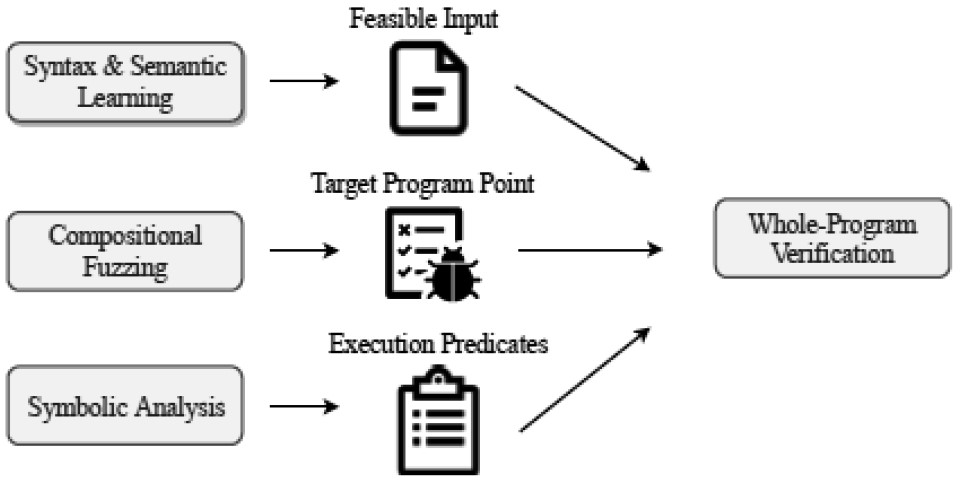 Feasible Input
Syntax & Semantic
Learning
Target Program Point
Compositional
Fuzzing
Whole-Program
Verification
Execution Predicates
Symbolic Analysis